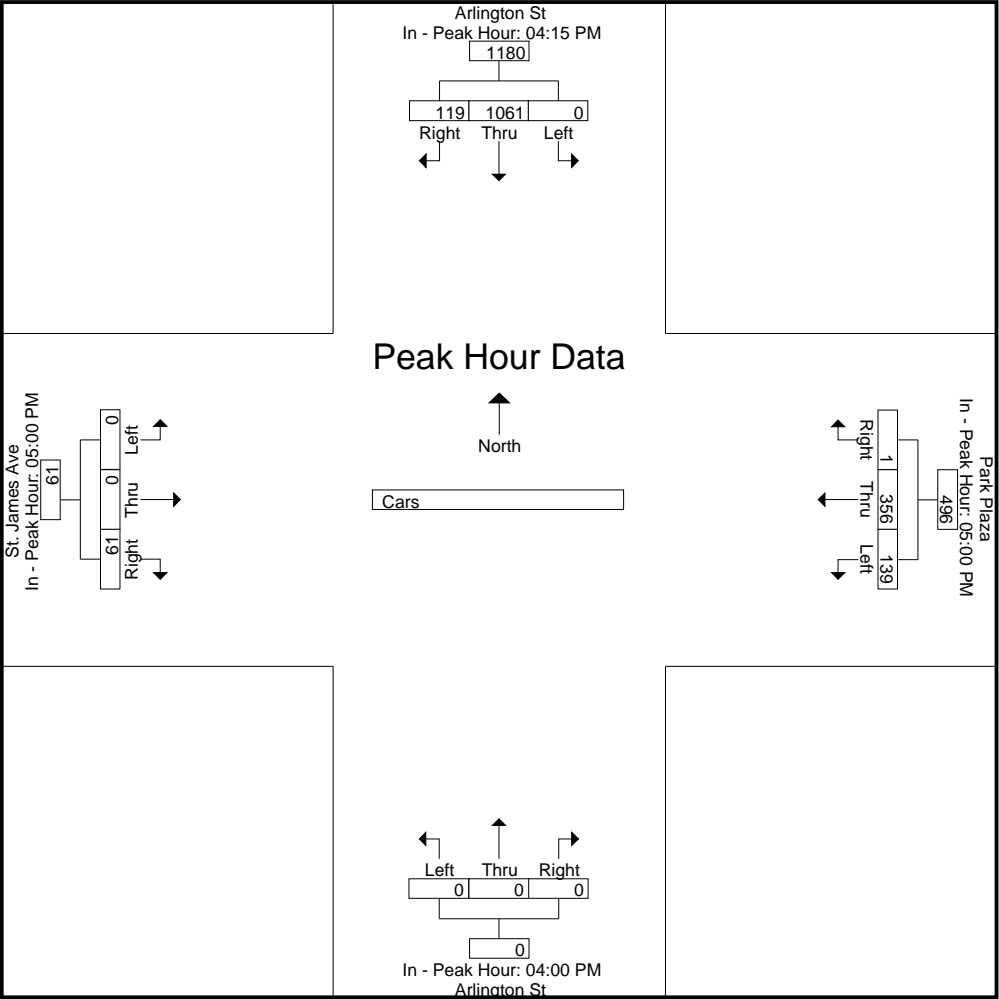 Arlington St
In - Peak Hour: 04:15 PM
1180
119 1061 0
Right Thru Left
Peak Hour Data
North
Cars
St. James Ave
In - Peak Hour: 05:00 PM
61
0 0 61
Left Thru Right
Park Plaza
In - Peak Hour: 05:00 PM
496
1 356 139
Right Thru Left
Left Thru Right
0 0 0
0
In - Peak Hour: 04:00 PM
Arlington St